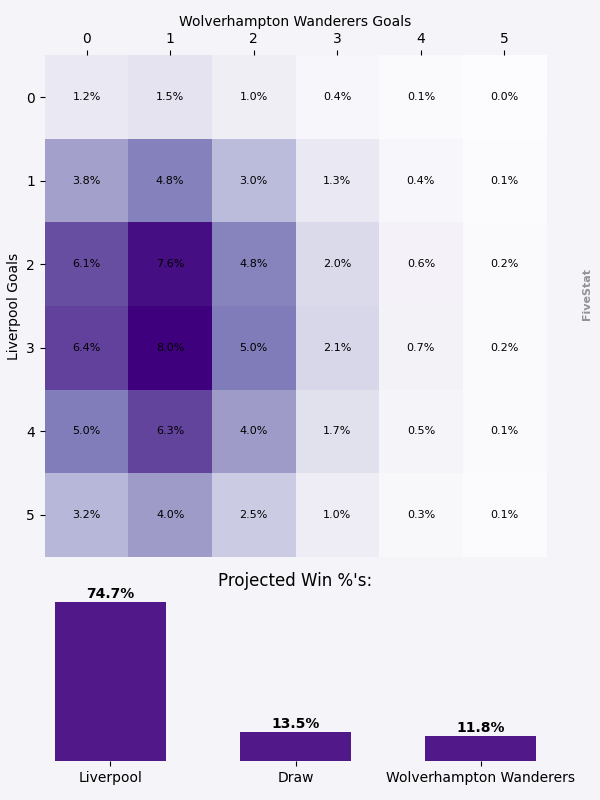 Wolverhampton Wanderers Goals
0 1 2 3 4 5
0 1.2% 1.5% 1.0% 0.4% 0.1% 0.0%
1 3.8% 4.8% 3.0% 1.3% 0.4% 0.1%
2 6.1% 7.6% 4.8% 2.0% 0.6% 0.2%
3 6.4% 8.0% 5.0% 2.1% 0.7% 0.2%
4 5.0% 6.3% 4.0% 1.7% 0.5% 0.1%
5 3.2% 4.0% 2.5% 1.0% 0.3% 0.1%
Liverpool Goals
FiveStat
Projected Win %'s:
74.7% 13.5% 11.8%
Liverpool Draw Wolverhampton Wanderers